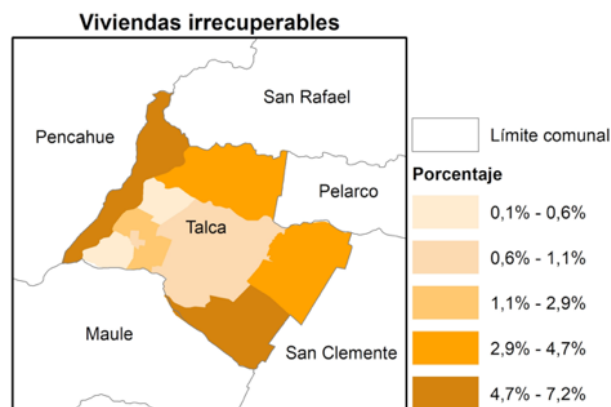 Viviendas irrecuperables
San Rafael
Pencahue
Pelarco
Talca
Maule
San Clemente
Límite comunal
Porcentaje
0,1% - 0,6%
0,6% - 1,1%
1,1% - 2,9%
2,9% - 4,7%
4,7% - 7,2%